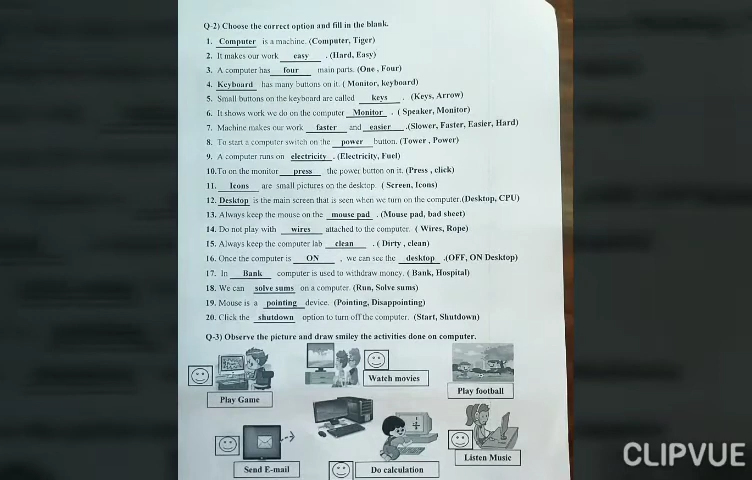 Q-2) Choose the correct option and fill in the blank.
1. Computer is a machine. (Computer, Tiger)
2. It makes our work easy . (Hard, Easy)
3. A computer has four main parts. (One , Four)
4. Keyboard has many buttons on it. ( Monitor, keyboard)
5. Small buttons on the keyboard are called keys . (Keys, Arrow)
6. It shows work we do on the computer Monitor . ( Speaker, Monitor)
7. Machine makes our work faster and easier .(Slower, Faster, Easier, Hard)
8. To start a computer switch on the power button. (Tower , Power)
9. A computer runs on electricity . (Electricity, Fuel)
10.To on the monitor press the power button on it. (Press , click)
11. Icons are small pictures on the desktop. ( Screen, Icons)
12. Desktop is the main screen that is seen when we turn on the computer.(Desktop, CPU)
13. Always keep the mouse on the mouse pad . (Mouse pad, bad sheet)
14. Do not play with wires attached to the computer. ( Wires, Rope)
15. Always keep the computer lab clean . ( Dirty , clean)
16. Once the computer is ON , we can see the desktop .(OFF, ON Desktop)
17. In Bank computer is used to withdraw money. ( Bank, Hospital)
18. We can solve sums on a computer. (Run, Solve sums)
19. Mouse is a pointing device. (Pointing, Disappointing)
20. Click the shutdown option to turn off the computer. (Start, Shutdown)
Q-3) Observe the picture and draw smiley the activities done on computer.
Play Game
Watch movies
Play football
Send E-mail
Do calculation
Listen Music
CLIPVUE